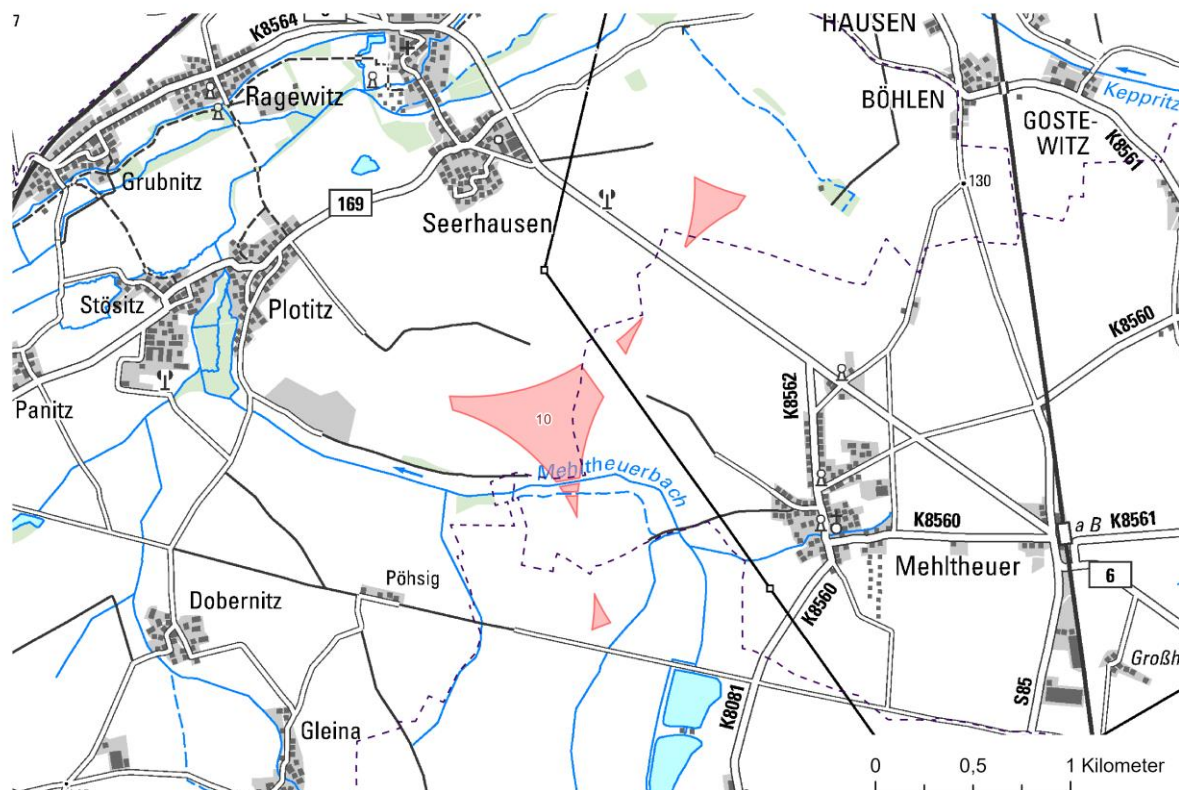 7
K8564
HAUSEN
Ragewitz
BÖHLEN
Keppritz
GOSTE-
WITZ
K8561
Grubnitz
130
169
Seerhausen
Stösitz
Plotitz
K8560
K8562
Panitz
10
Mehltheuerbach
a B
K8560
K8561
Mehltheuer
Pöhsig
6
Dobernitz
K8560
Großh
S85
K8081
Gleina
0 0,5 1 Kilometer